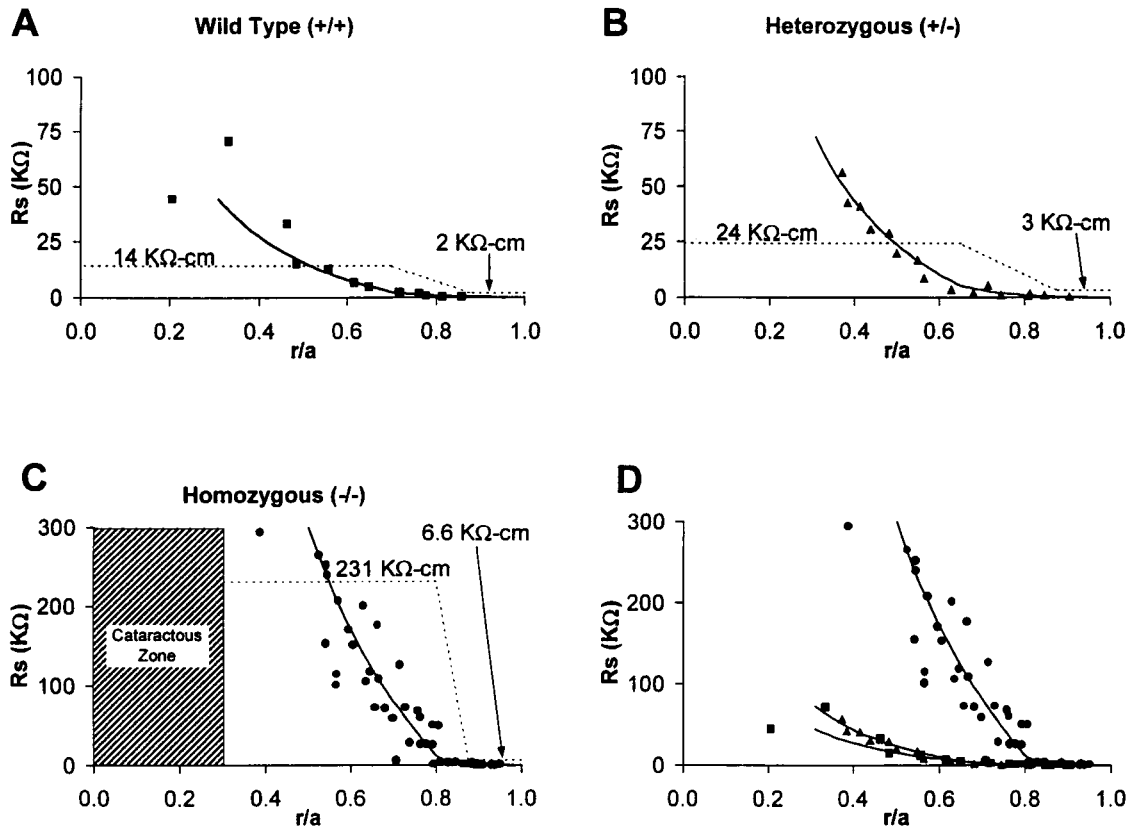 A
Wild Type (+/+)
100
75
50
25
0
Rs (KΩ)
14 KΩ-cm
2 KΩ-cm
0.0 0.2 0.4 0.6 0.8 1.0
r/a
B
Heterozygous (+/-)
100
75
50
25
0
Rs (KΩ)
24 KΩ-cm
3 KΩ-cm
0.0 0.2 0.4 0.6 0.8 1.0
r/a
C
Homozygous (-/-)
300
200
100
0
Rs (KΩ)
Cataractous
Zone
231 KΩ-cm
6.6 KΩ-cm
0.0 0.2 0.4 0.6 0.8 1.0
r/a
D
300
200
100
0
Rs (KΩ)
0.0 0.2 0.4 0.6 0.8 1.0
r/a